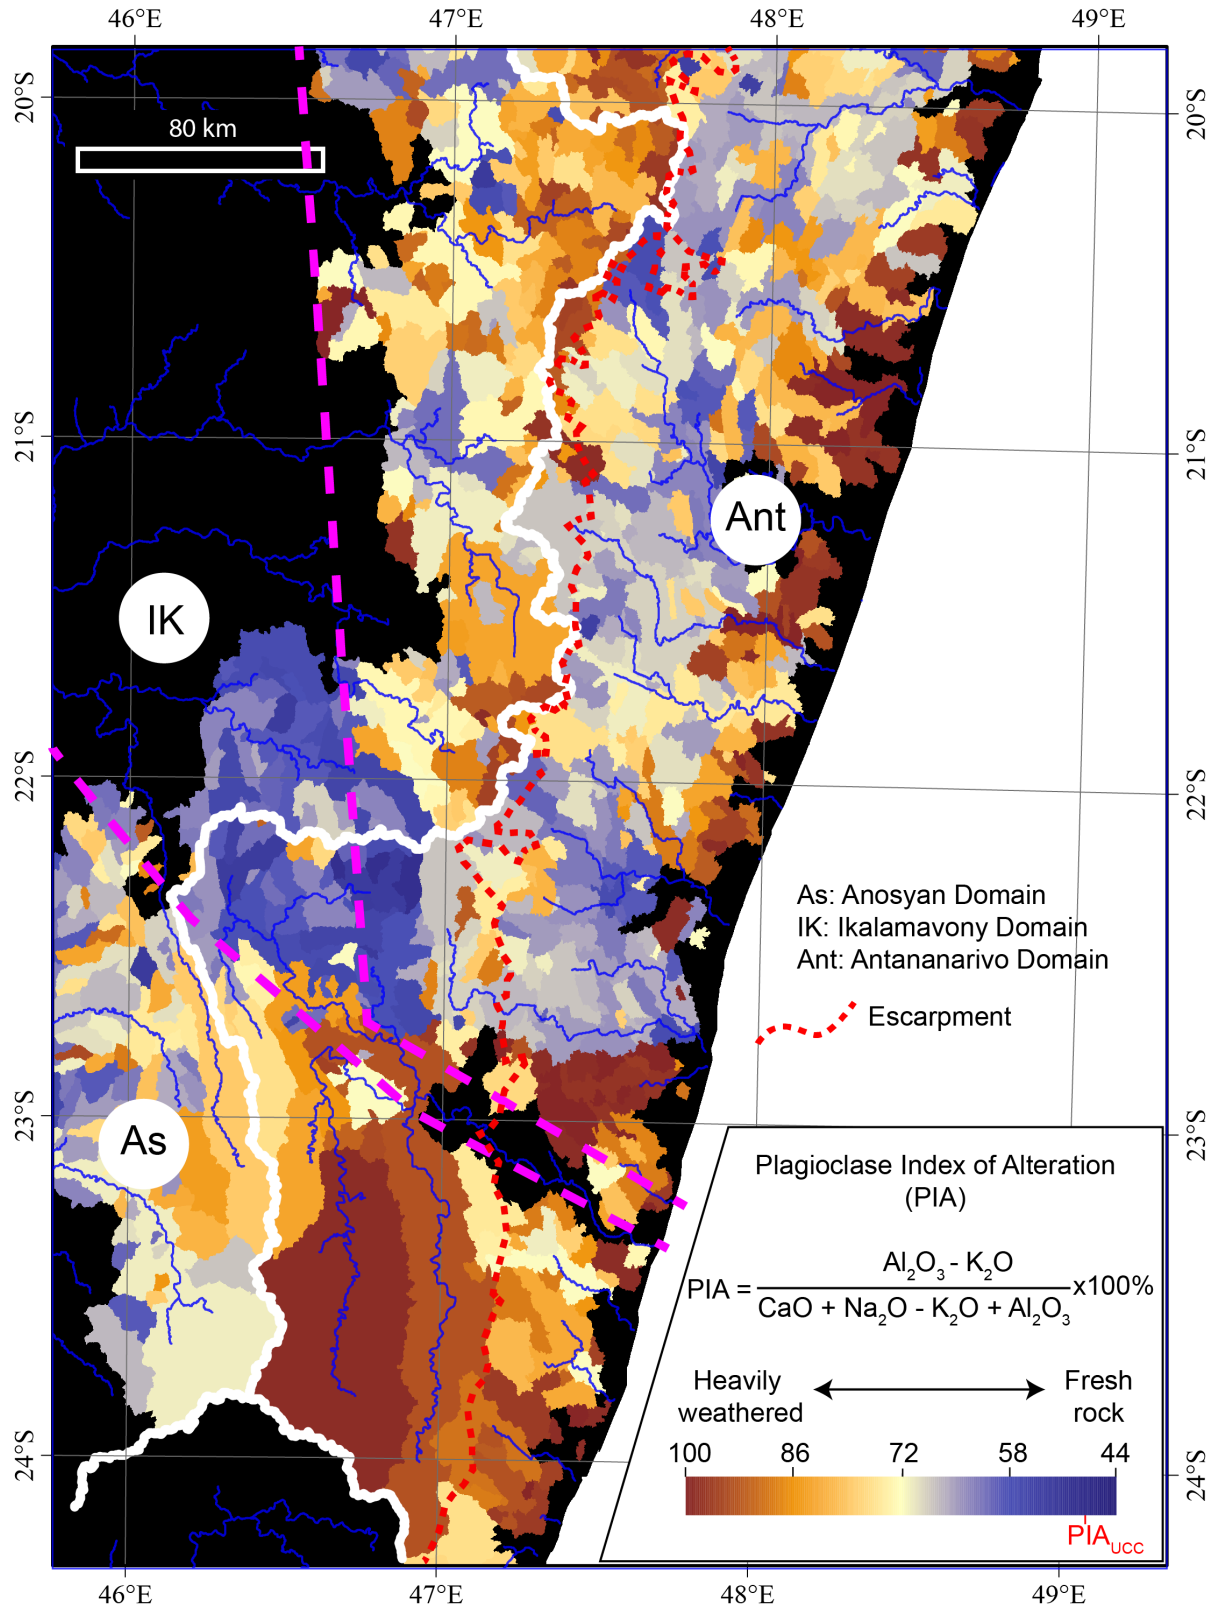 46°E 47°E 48°E 49°E
20°S
20°S
80 km
21°S
21°S
Ant
IK
22°S
22°S
As: Anosyan Domain
IK: Ikalamavony Domain
Ant: Antananarivo Domain
Escarpment
23°S
23°S
As
Plagioclase Index of Alteration
(PIA)
Al₂O₃ - K₂O
PIA = x100%
CaO + Na₂O - K₂O + Al₂O₃
Heavily
weathered
Fresh
rock
100 86 72 58 44
24°S
24°S
PIA UCC
46°E 47°E 48°E 49°E